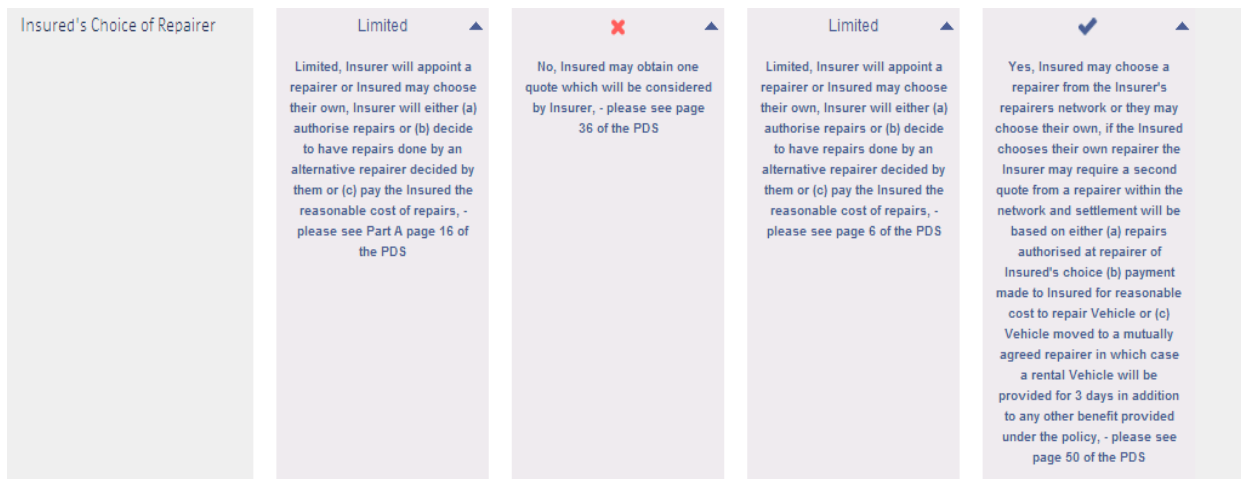 Insured's Choice of Repairer
Limited
Limited, Insurer will appoint a
repairer or Insured may choose
their own, Insurer will either (a)
authorise repairs or (b) decide
to have repairs done by an
alternative repairer decided by
them or (c) pay the Insured the
reasonable cost of repairs, -
please see Part A page 16 of
the PDS
No, Insured may obtain one
quote which will be considered
by Insurer, - please see page
36 of the PDS
Limited
Limited, Insurer will appoint a
repairer or Insured may choose
their own, Insurer will either (a)
authorise repairs or (b) decide
to have repairs done by an
alternative repairer decided by
them or (c) pay the Insured the
reasonable cost of repairs, -
please see page 6 of the PDS
Yes, Insured may choose a
repairer from the Insurer's
repairers network or they may
choose their own, if the Insured
chooses their own repairer the
Insurer may require a second
quote from a repairer within the
network and settlement will be
based on either (a) repairs
authorised at repairer of
Insured's choice (b) payment
made to Insured for reasonable
cost to repair Vehicle or (c)
Vehicle moved to a mutually
agreed repairer in which case
a rental Vehicle will be
provided for 3 days in addition
to any other benefit provided
under the policy, - please see
page 50 of the PDS